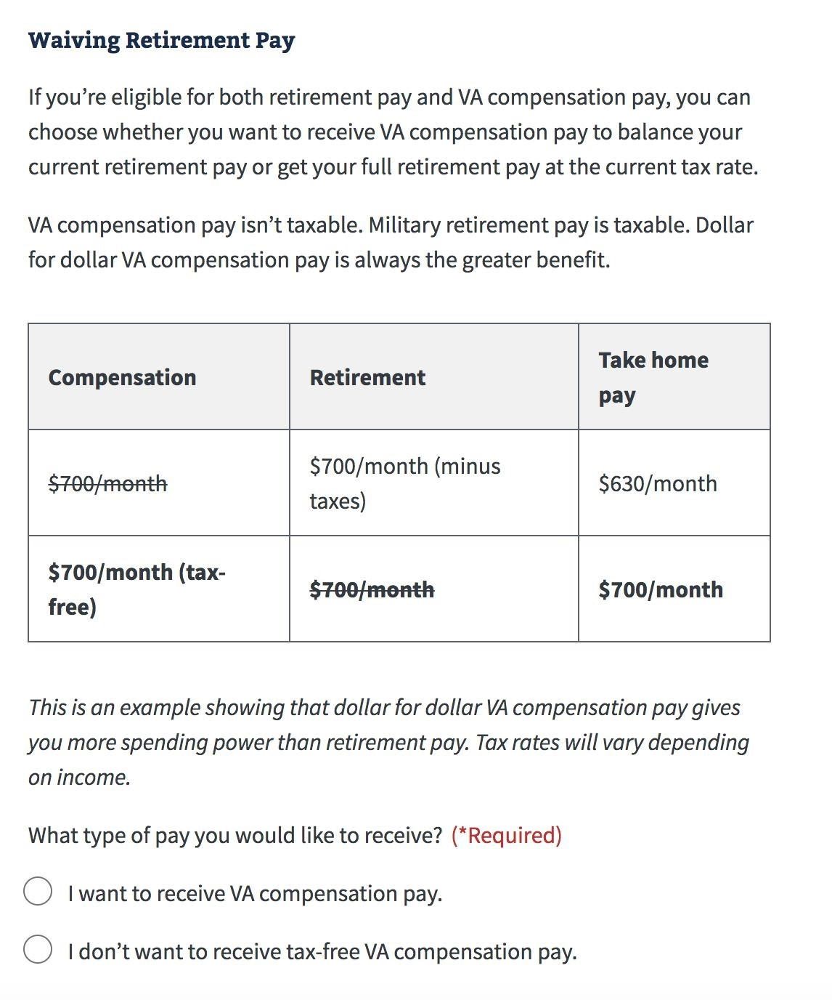 Waiving Retirement Pay
If you’re eligible for both retirement pay and VA compensation pay, you can
choose whether you want to receive VA compensation pay to balance your
current retirement pay or get your full retirement pay at the current tax rate.
VA compensation pay isn’t taxable. Military retirement pay is taxable. Dollar
for dollar VA compensation pay is always the greater benefit.
Compensation
Retirement
Take home
pay
$700/month
$700/month (minus
taxes)
$630/month
$700/month (tax-
free)
$700/month
$700/month
This is an example showing that dollar for dollar VA compensation pay gives
you more spending power than retirement pay. Tax rates will vary depending
on income.
What type of pay you would like to receive? (*Required)
I want to receive VA compensation pay.
I don’t want to receive tax-free VA compensation pay.